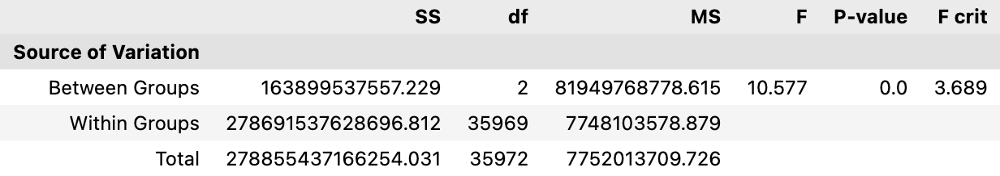 SS df MS F P-value F crit
Source of Variation
Between Groups 163899537557.229 2 81949768778.615 10.577 0.0 3.689
Within Groups 278691537628696.812 35969 7748103578.879
Total 278855437166254.031 35972 7752013709.726